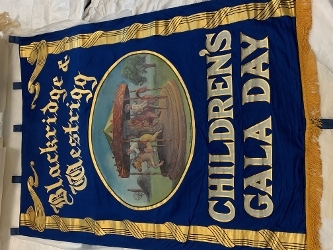 Blackridge &
Westrigg
CHILDREN'S
GALA DAY